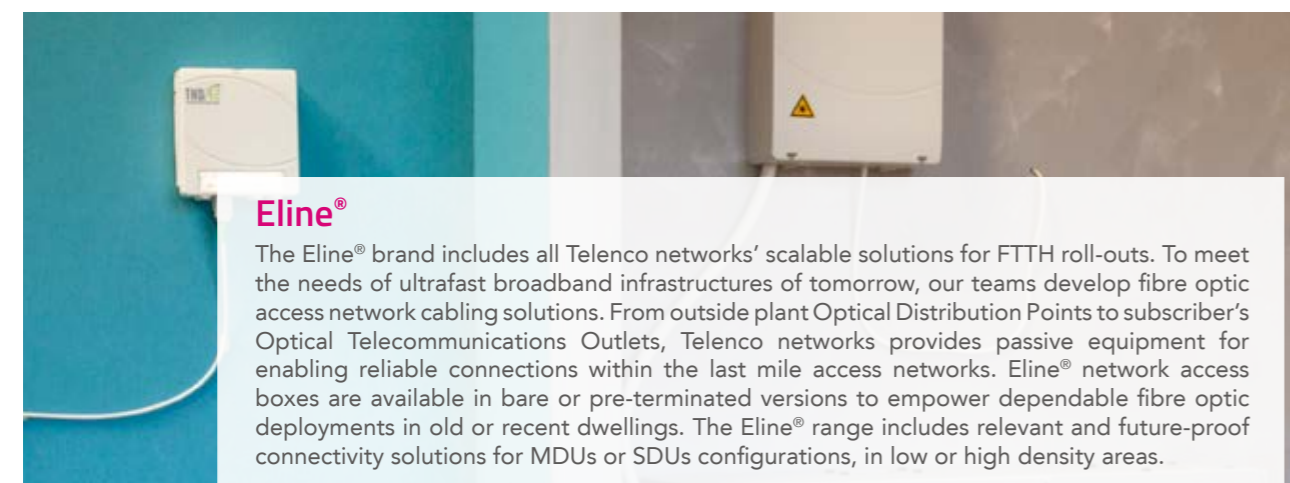 Eline®
The Eline® brand includes all Telenco networks’ scalable solutions for FTTH roll-outs. To meet
the needs of ultrafast broadband infrastructures of tomorrow, our teams develop fibre optic
access network cabling solutions. From outside plant Optical Distribution Points to subscriber’s
Optical Telecommunications Outlets, Telenco networks provides passive equipment for
enabling reliable connections within the last mile access networks. Eline® network access
boxes are available in bare or pre-terminated versions to empower dependable fibre optic
deployments in old or recent dwellings. The Eline® range includes relevant and future-proof
connectivity solutions for MDUs or SDUs configurations, in low or high density areas.